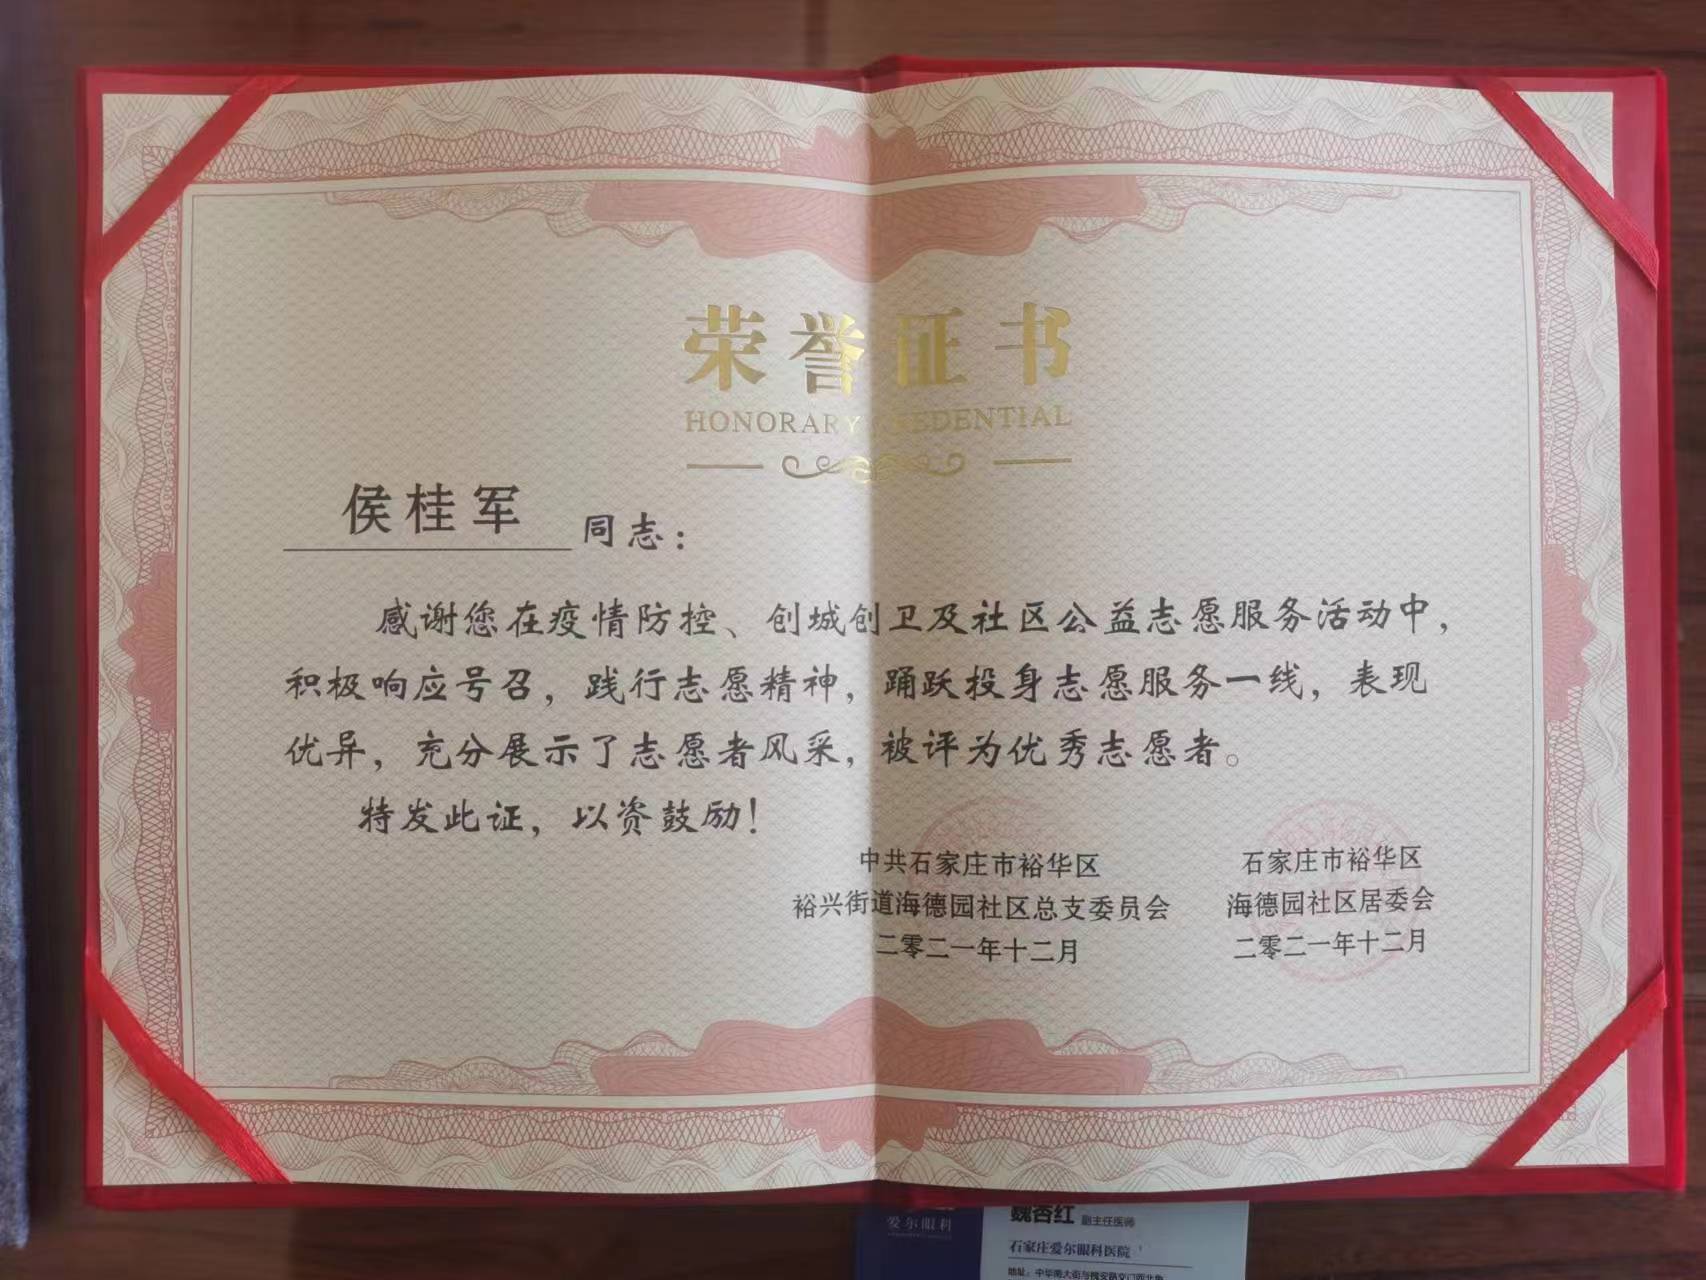 荣誉证书
HONORARY CREDENTIAL
侯桂军 同志：
感谢您在疫情防控、创城创卫及社区公益志愿服务活动中，
积极响应号召，践行志愿精神，踊跃投身志愿服务一线，表现
优异，充分展示了志愿者风采，被评为优秀志愿者。
特发此证，以资鼓励！
中共石家庄市裕华区
裕兴街道海德园社区总支委员会
二零二一年十二月
石家庄市裕华区
海德园社区居委会
二零二一年十二月
爱尔眼科
魏杏红 副主任医师
石家庄爱尔眼科医院